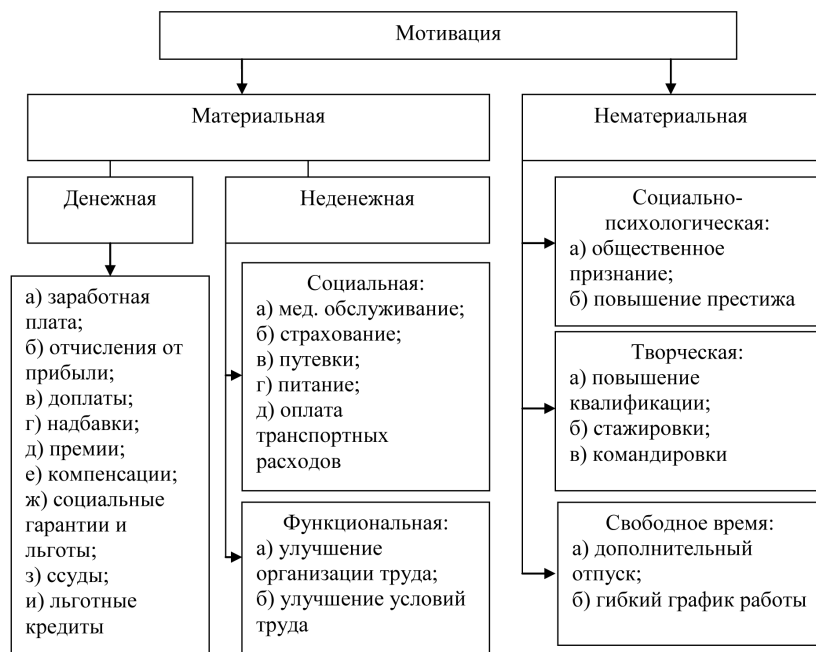 Мотивация
Материальная
Нематериальная
Денежная
Неденежная
а) заработная
плата;
б) отчисления от
прибыли;
в) доплаты;
г) надбавки;
д) премии;
е) компенсации;
ж) социальные
гарантии и
льготы;
з) ссуды;
и) льготные
кредиты
Социальная:
а) мед. обслуживание;
б) страхование;
в) путевки;
г) питание;
д) оплата
транспортных
расходов
Функциональная:
а) улучшение
организации труда;
б) улучшение условий
труда
Социально-
психологическая:
а) общественное
признание;
б) повышение престижа
Творческая:
а) повышение
квалификации;
б) стажировки;
в) командировки
Свободное время:
а) дополнительный
отпуск;
б) гибкий график работы